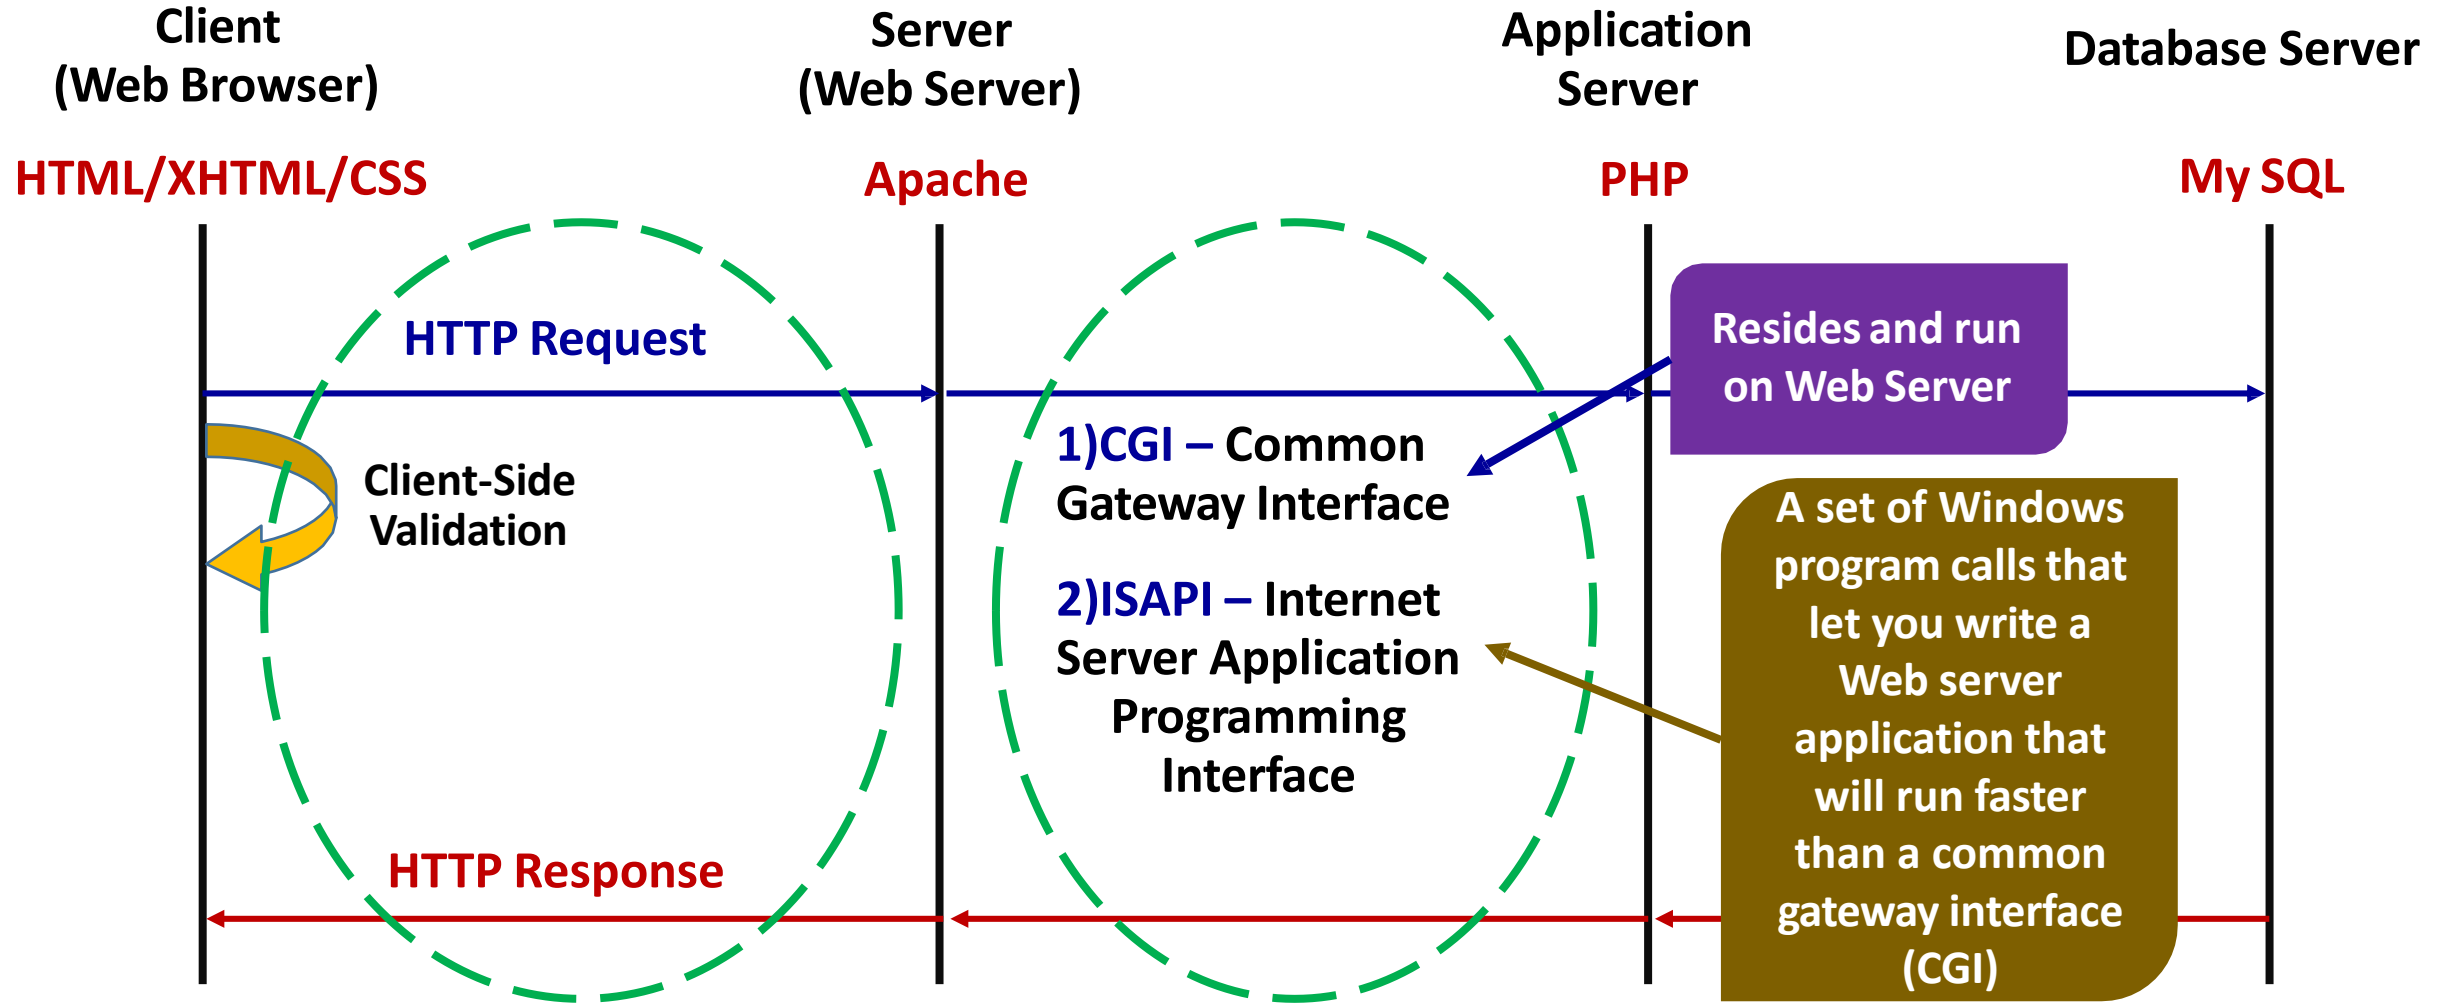 Client
(Web Browser)
Server
(Web Server)
Application
Server
Database Server
HTML/XHTML/CSS
Apache
PHP
My SQL
HTTP Request
Client-Side
Validation
HTTP Response
1)CGI – Common
Gateway Interface
2)ISAPI – Internet
Server Application
Programming
Interface
Resides and run
on Web Server
A set of Windows
program calls that
let you write a
Web server
application that
will run faster
than a common
gateway interface
(CGI)